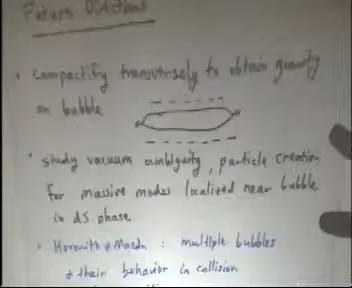 Future Directions
• Compactify transversely to obtain gravity
on bubble
• study vacuum ambiguity, particle creation
for massive modes localized near bubble
in dS phase
• Horowitz & Maeda : multiple bubbles
& their behavior in collision